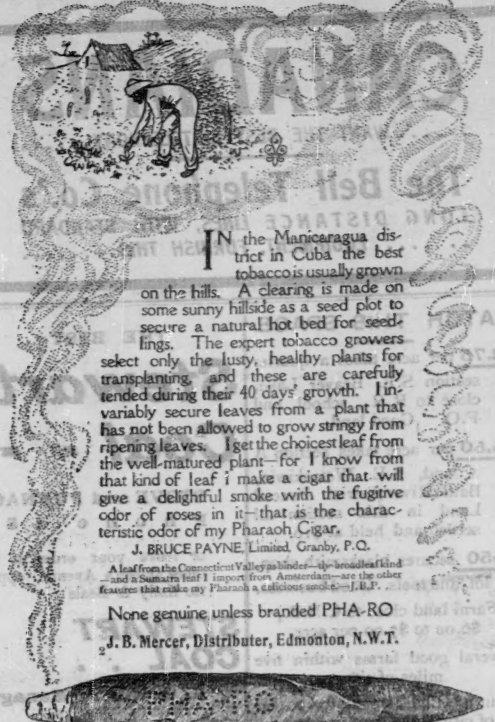 IN the Manicaragua dis-
trict in Cuba the best
tobacco is usually grown
on the hills. A clearing is made on
some sunny hillside as a seed plot to
secure a natural hot bed for seed-
lings. The expert tobacco growers
select only the lusty, healthy plants for
transplanting, and these are carefully
tended during their 40 days' growth. I in-
variably secure leaves from a plant that
has not been allowed to grow stringy from
ripening leaves. I get the choicest leaf from
the well-matured plant—for I know from
that kind of leaf i make a cigar that will
give a delightful smoke with the fugitive
odor of roses in it—that is the charac-
teristic odor of my Pharaoh Cigar.
J. BRUCE PAYNE, Limited, Granby, P.Q.
A leaf from the Connecticut Valley as binder—the broadleaf kind
—and a Sumatra leaf I import from Amsterdam—are the other
features that make my Pharaoh a delicious smoke.—J.B.P.
None genuine unless branded PHA-RO
J. B. Mercer, Distributer, Edmonton, N.W.T.
PHA-RO